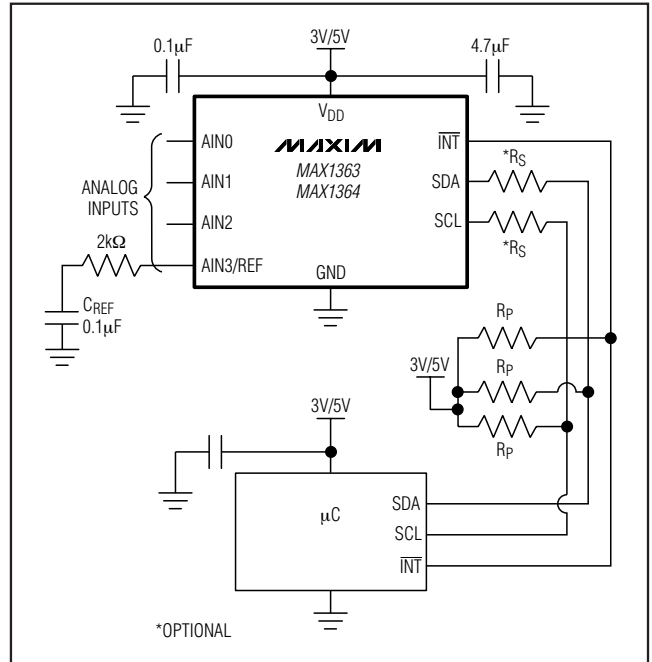 3V/5V
0.1μF
4.7μF
VDD
AIN0
MAXIM
INT
*RS
MAX1363
MAX1364
ANALOG
INPUTS
AIN1
SDA
AIN2
SCL
*RS
2kΩ
AIN3/REF
GND
CREF
0.1μF
RP
3V/5V
RP
RP
3V/5V
μC
SDA
SCL
INT
*OPTIONAL